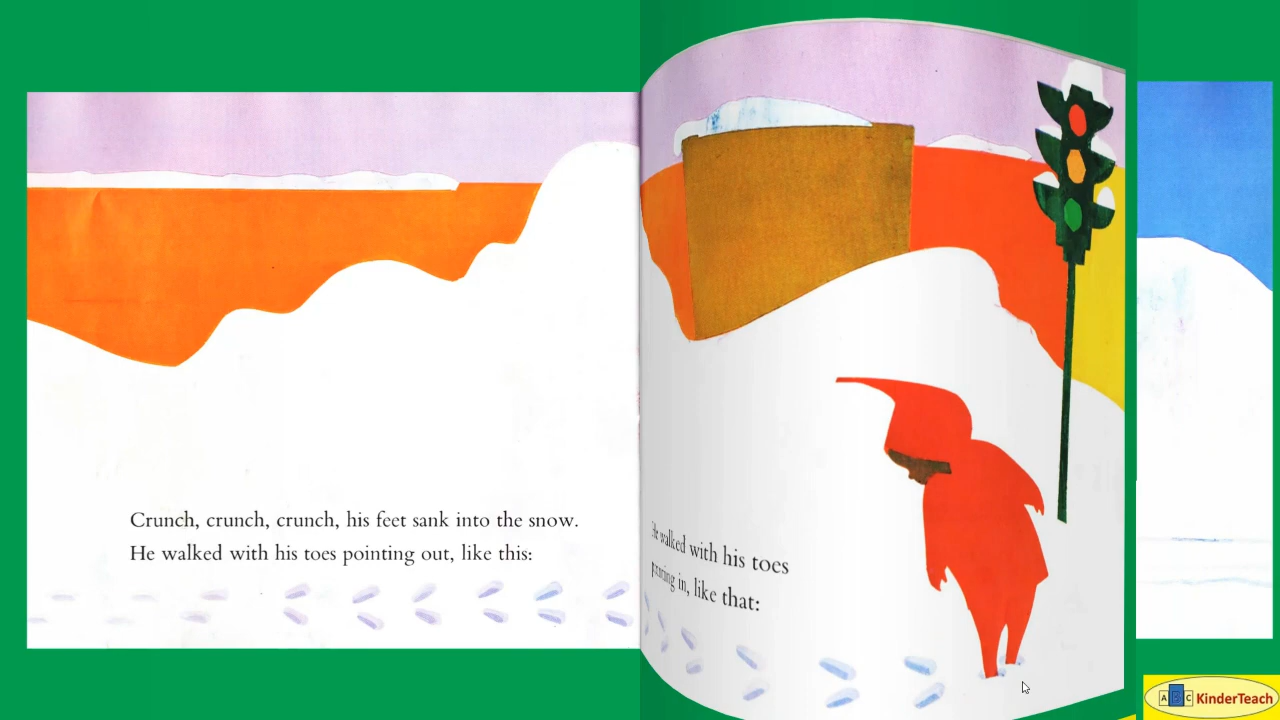 Crunch, crunch, crunch, his feet sank into the snow.
He walked with his toes pointing out, like this:
He walked with his toes
pointing in, like that:
ABC KinderTeach